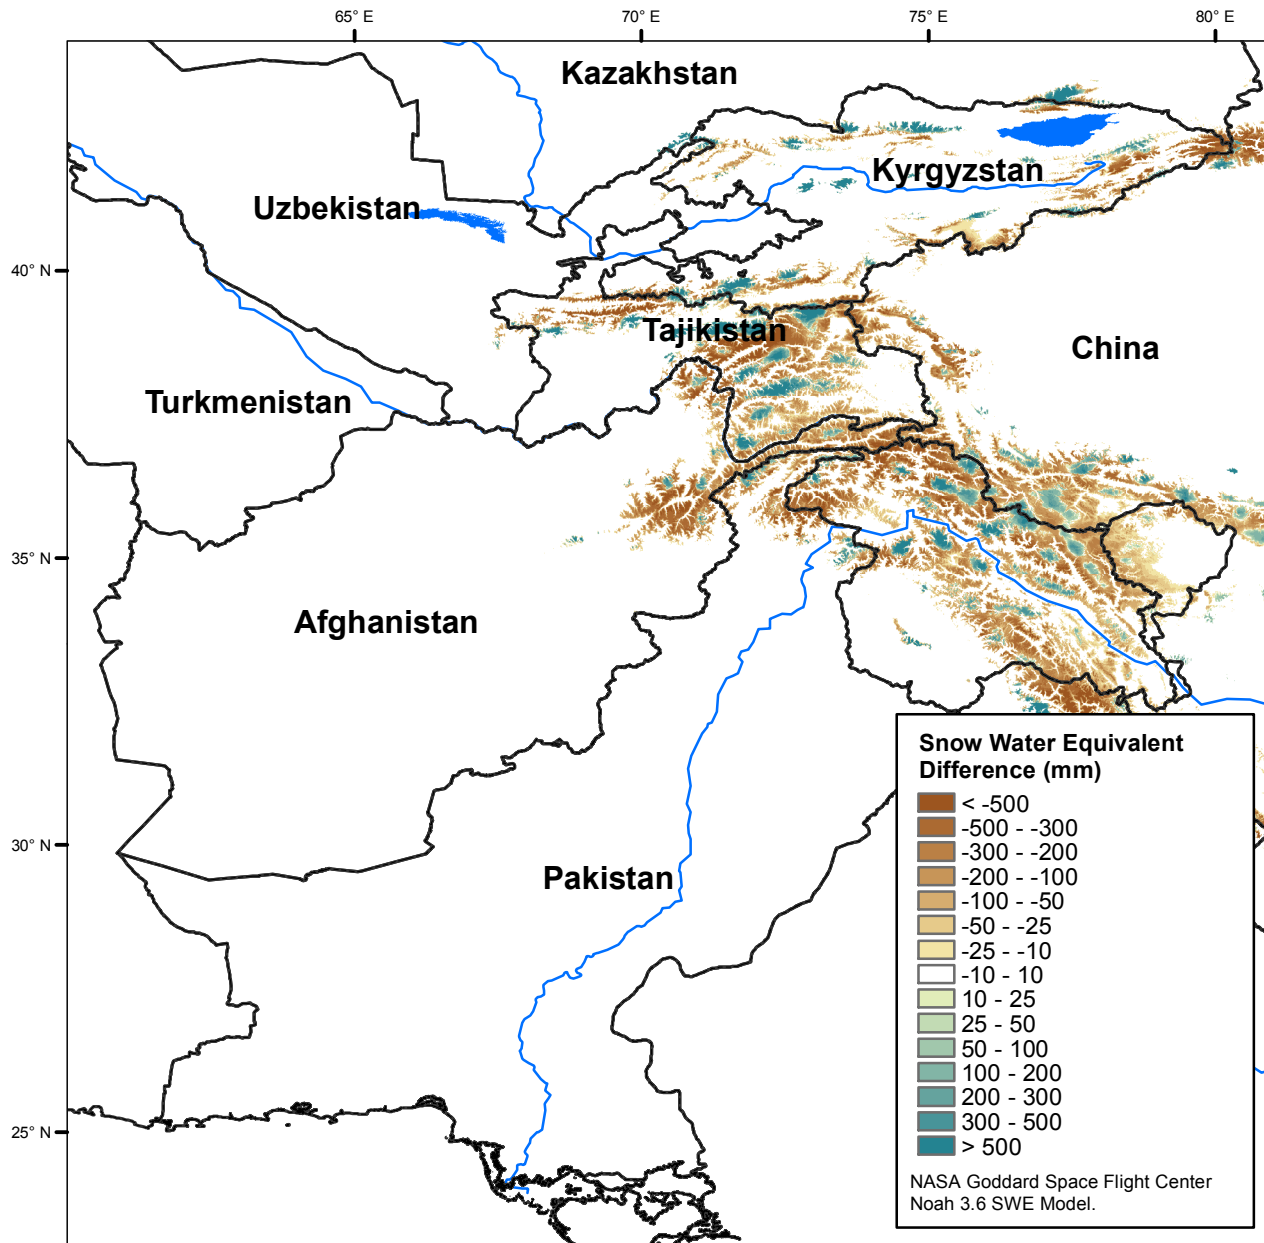 65° E
70° E
75° E
80° E
Kazakhstan
Kyrgyzstan
Uzbekistan
40° N
Tajikistan
China
Turkmenistan
35° N
Afghanistan
Snow Water Equivalent
Difference (mm)
< -500
-500 - -300
-300 - -200
-200 - -100
-100 - -50
-50 - -25
-25 - -10
-10 - 10
10 - 25
25 - 50
50 - 100
100 - 200
200 - 300
300 - 500
> 500
NASA Goddard Space Flight Center
Noah 3.6 SWE Model.
30° N
Pakistan
25° N